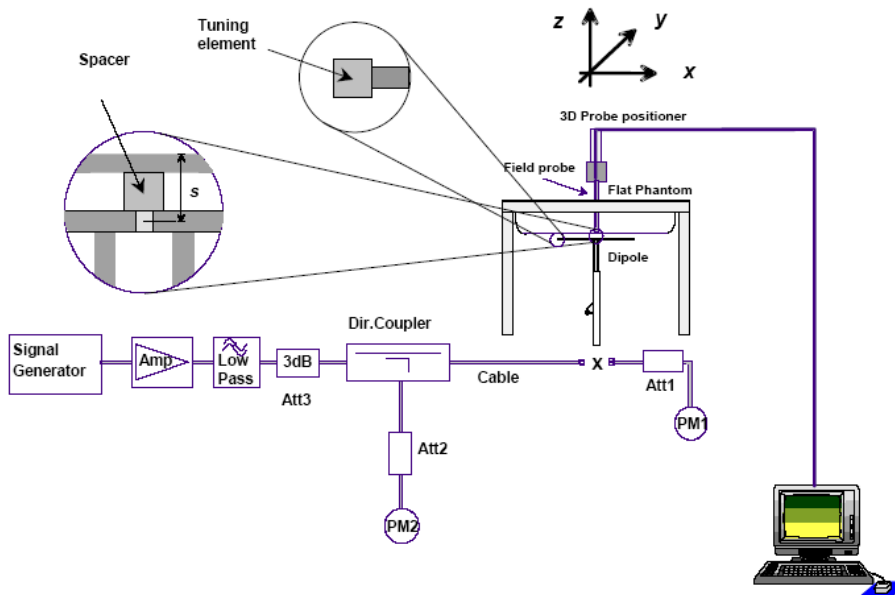 Tuning
element
Spacer
s
z
y
x
3D Probe positioner
Field probe
Flat Phantom
Dipole
Dir.Coupler
Signal
Generator
Amp
Low
Pass
3dB
Att3
Cable
x
Att1
PM1
Att2
PM2